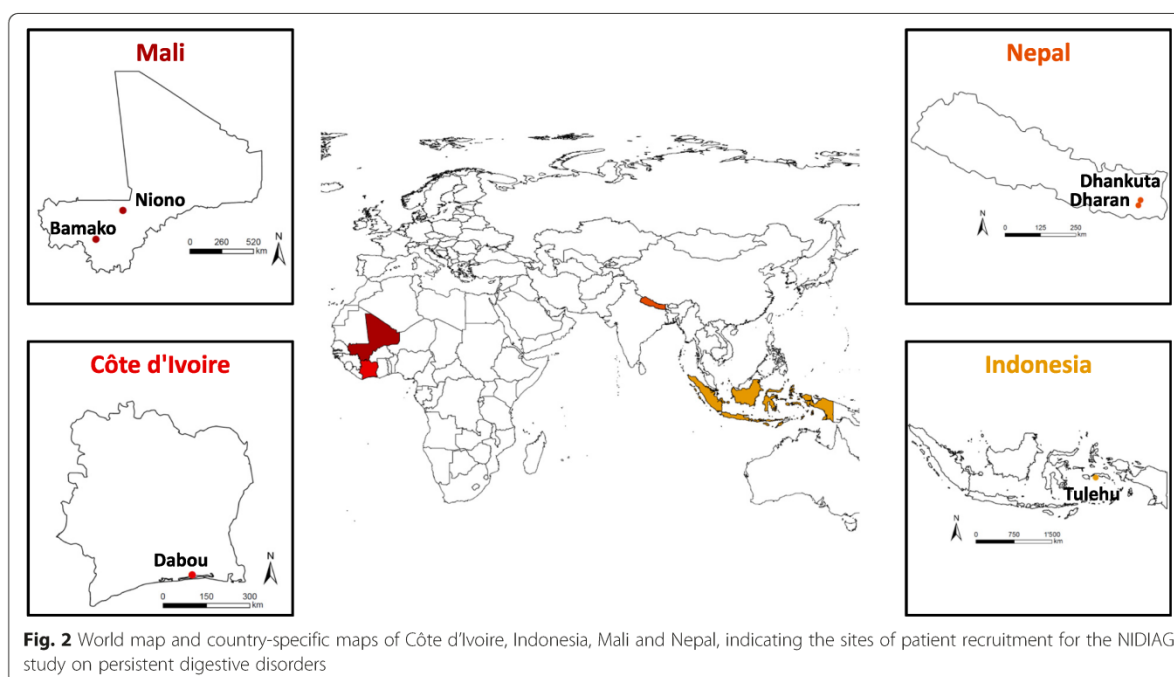 Mali
Niono
Bamako
0 260 520
km
N
Nepal
Dhankuta
Dharan
N
0 125 250
km
Côte d'Ivoire
Dabou
N
0 150 300
km
Indonesia
Tulehu
N
0 750 1'500
km
Fig. 2 World map and country-specific maps of Côte d'Ivoire, Indonesia, Mali and Nepal, indicating the sites of patient recruitment for the NIDIAG
study on persistent digestive disorders